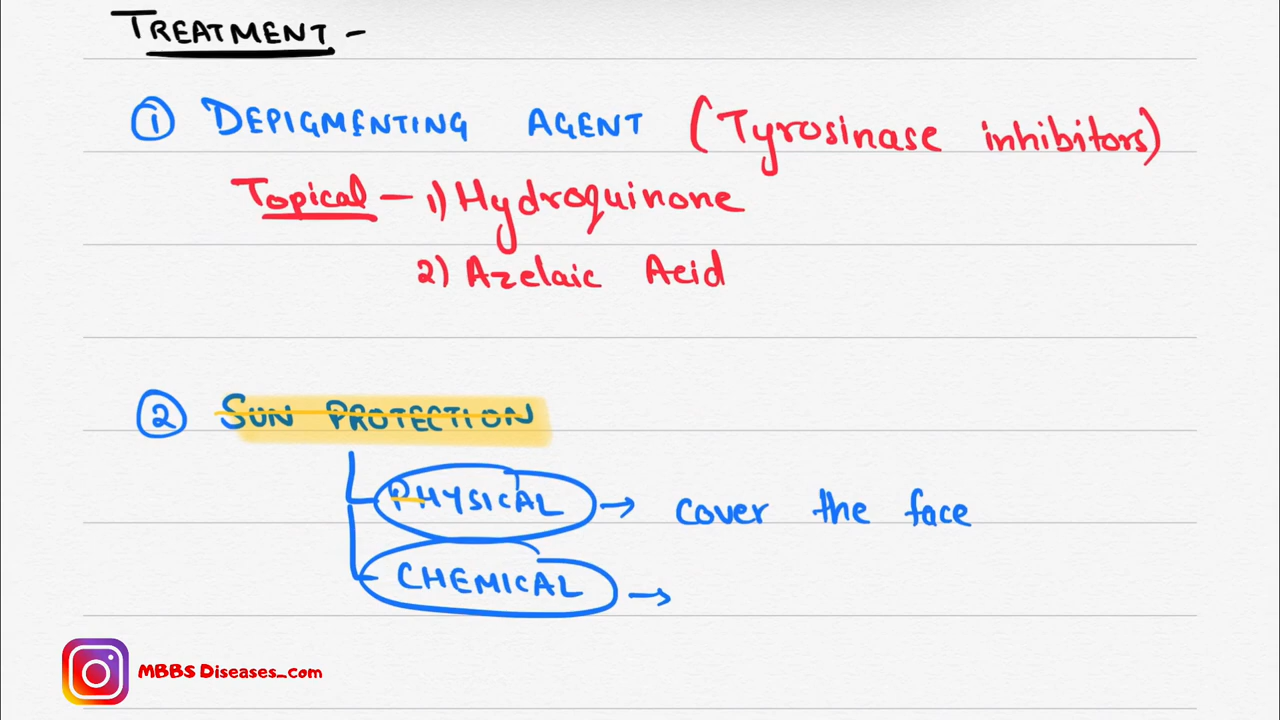 TREATMENT -
① DEPIGMENTING AGENT (Tyrosinase inhibitors)
Topical - 1) Hydroquinone
2) Azelaic Acid
② SUN PROTECTION
PHYSICAL → cover the face
CHEMICAL →
MBBS Diseases_com